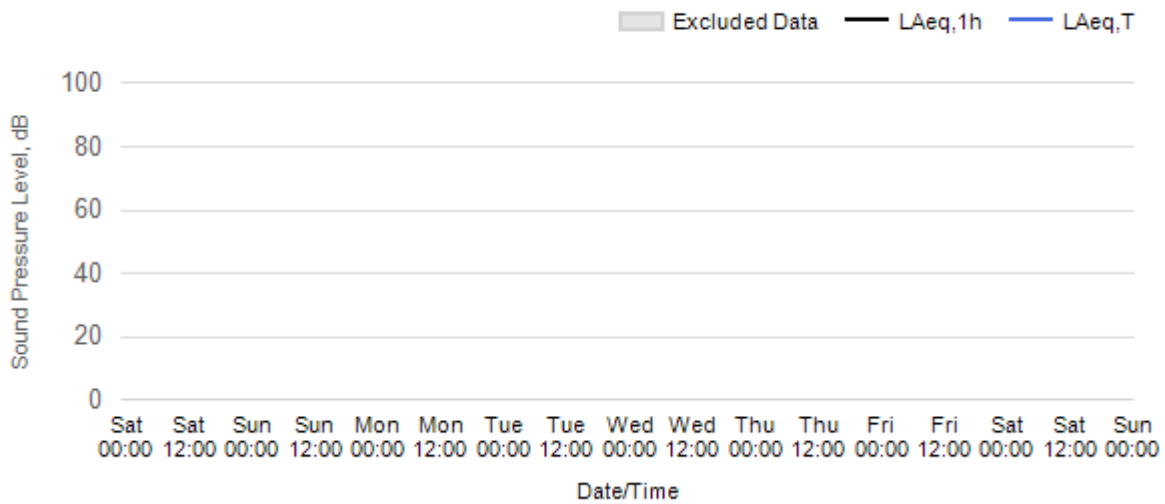 Excluded Data LAeq,1h LAeq,T
Sound Pressure Level, dB
100
80
60
40
20
0
Sat Sat Sun Sun Mon Mon Tue Tue Wed Wed Thu Thu Fri Fri Sat Sat Sun
00:00 12:00 00:00 12:00 00:00 12:00 00:00 12:00 00:00 12:00 00:00 12:00 00:00 12:00 00:00 12:00 00:00
Date/Time